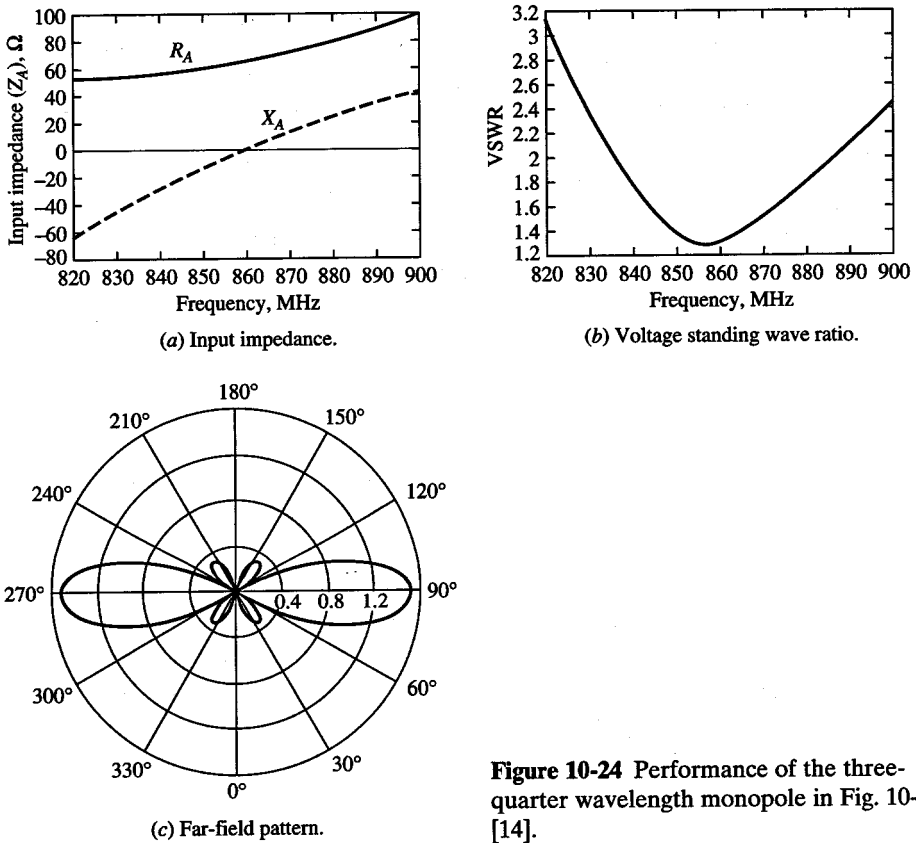 100
80
60
40
20
0
−20
−40
−60
−80
Input impedance (Z_A), Ω
R_A
X_A
820 830 840 850 860 870 880 890 900
Frequency, MHz
(a) Input impedance.
3.2
3
2.8
2.6
2.4
2.2
2
1.8
1.6
1.4
1.2
VSWR
820 830 840 850 860 870 880 890 900
Frequency, MHz
(b) Voltage standing wave ratio.
180°
210° 150°
240° 120°
270° 0.4 0.8 1.2 90°
300° 60°
330° 30°
0°
(c) Far-field pattern.
Figure 10-24 Performance of the three-
quarter wavelength monopole in Fig. 10-
[14].